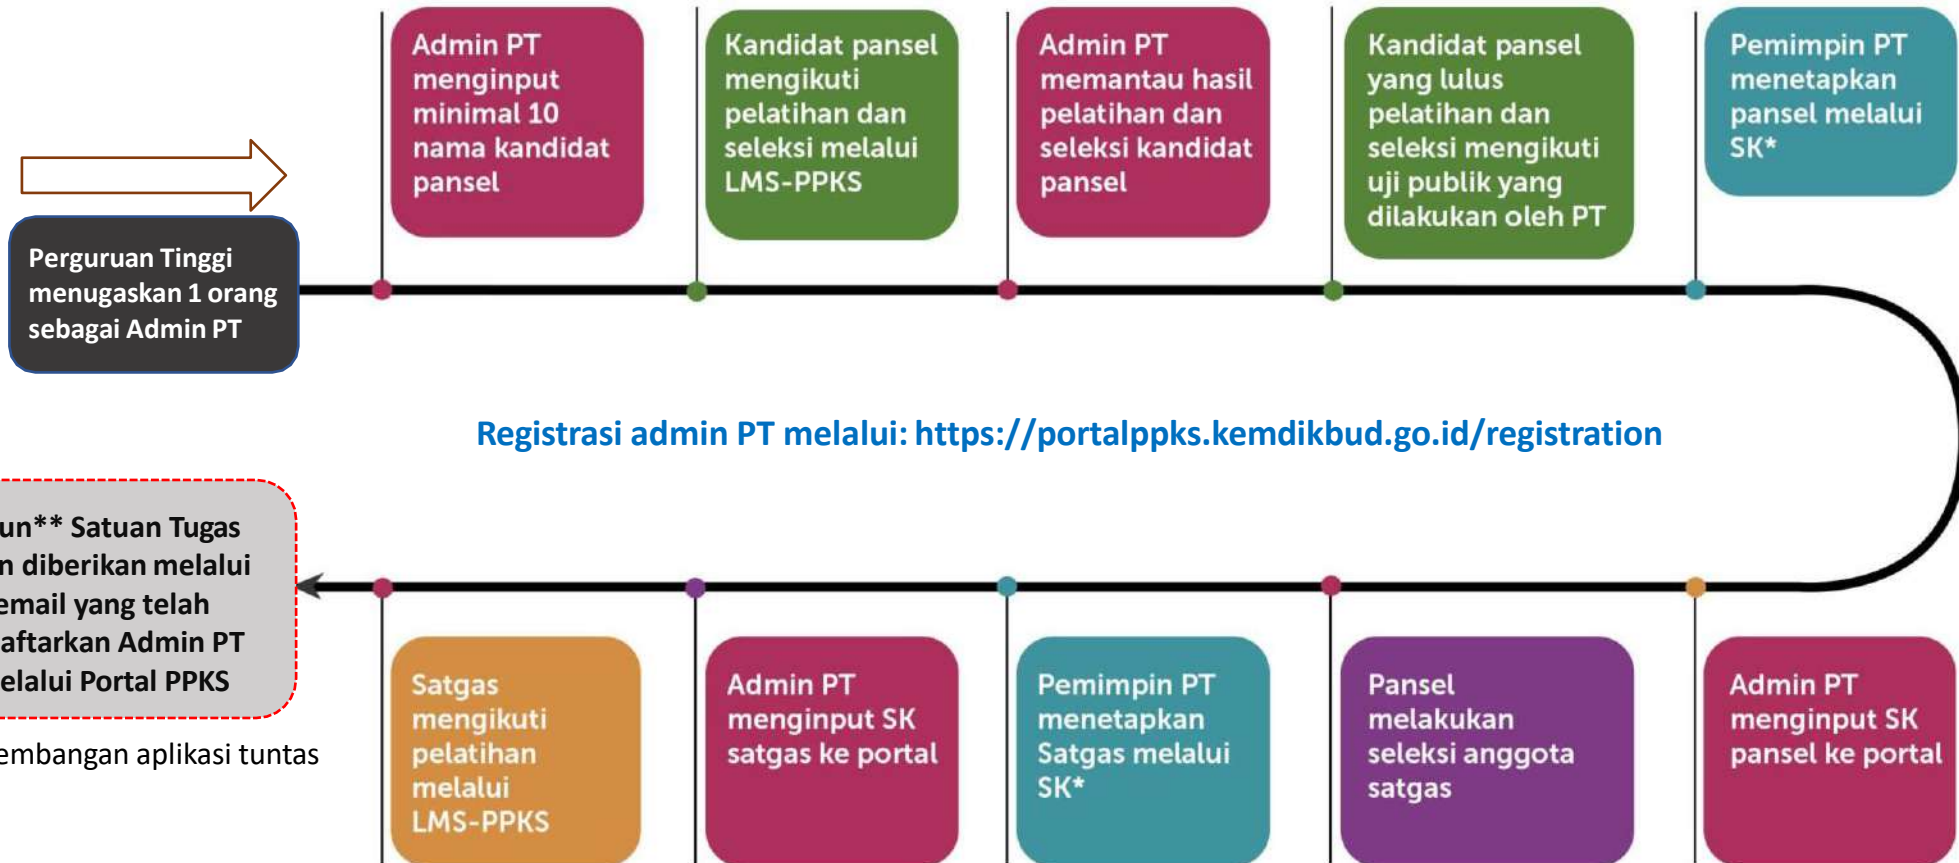 Perguruan Tinggi
menugaskan 1 orang
sebagai Admin PT
Admin PT
menginput
minimal 10
nama kandidat
pansel
Kandidat pansel
mengikuti
pelatihan dan
seleksi melalui
LMS-PPKS
Admin PT
memantau hasil
pelatihan dan
seleksi kandidat
pansel
Kandidat pansel
yang lulus
pelatihan dan
seleksi mengikuti
uji publik yang
dilakukan oleh PT
Pemimpin PT
menetapkan
pansel melalui
SK*
Registrasi admin PT melalui: https://portalppks.kemdikbud.go.id/registration
Admin PT
menginput SK
pansel ke portal
Pansel
melakukan
seleksi anggota
satgas
Pemimpin PT
menetapkan
Satgas melalui
SK*
Admin PT
menginput SK
satgas ke portal
Satgas
mengikuti
pelatihan
melalui
LMS-PPKS
un** Satuan Tugas
n diberikan melalui
email yang telah
aftarkan Admin PT
elalui Portal PPKS
embangan aplikasi tuntas